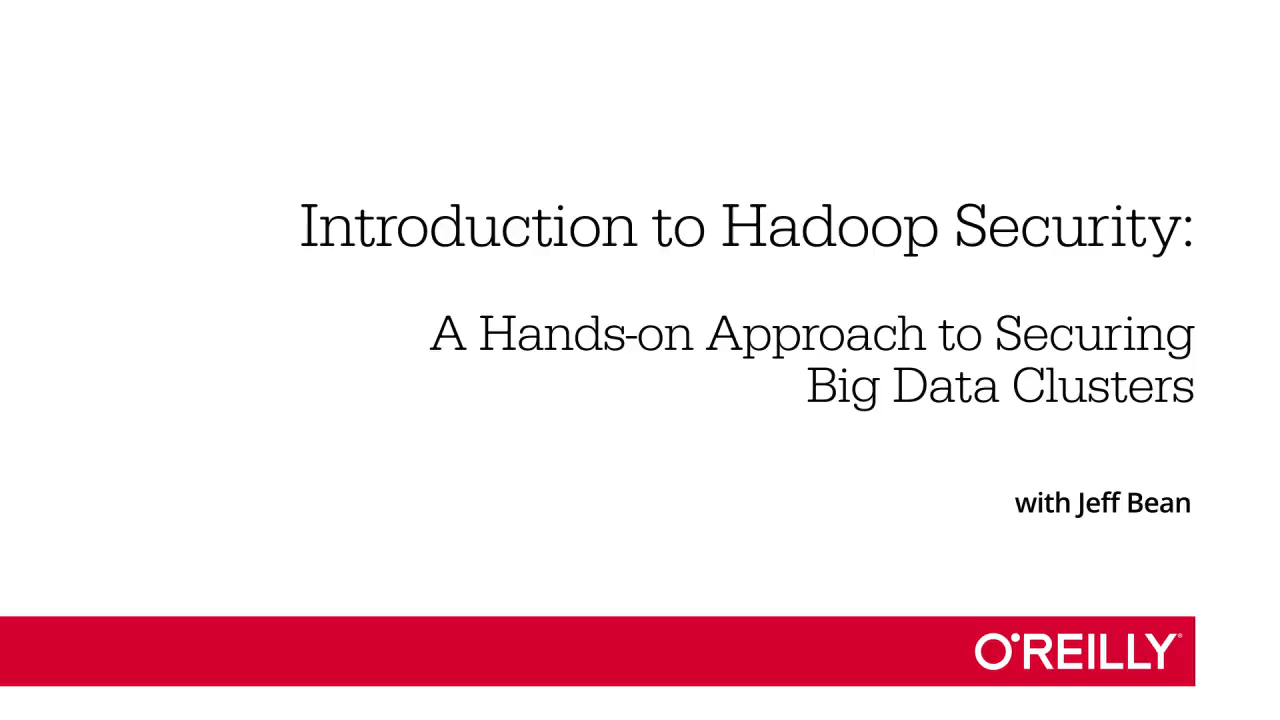 Introduction to Hadoop Security:
A Hands-on Approach to Securing
Big Data Clusters
with Jeff Bean
O'REILLY®